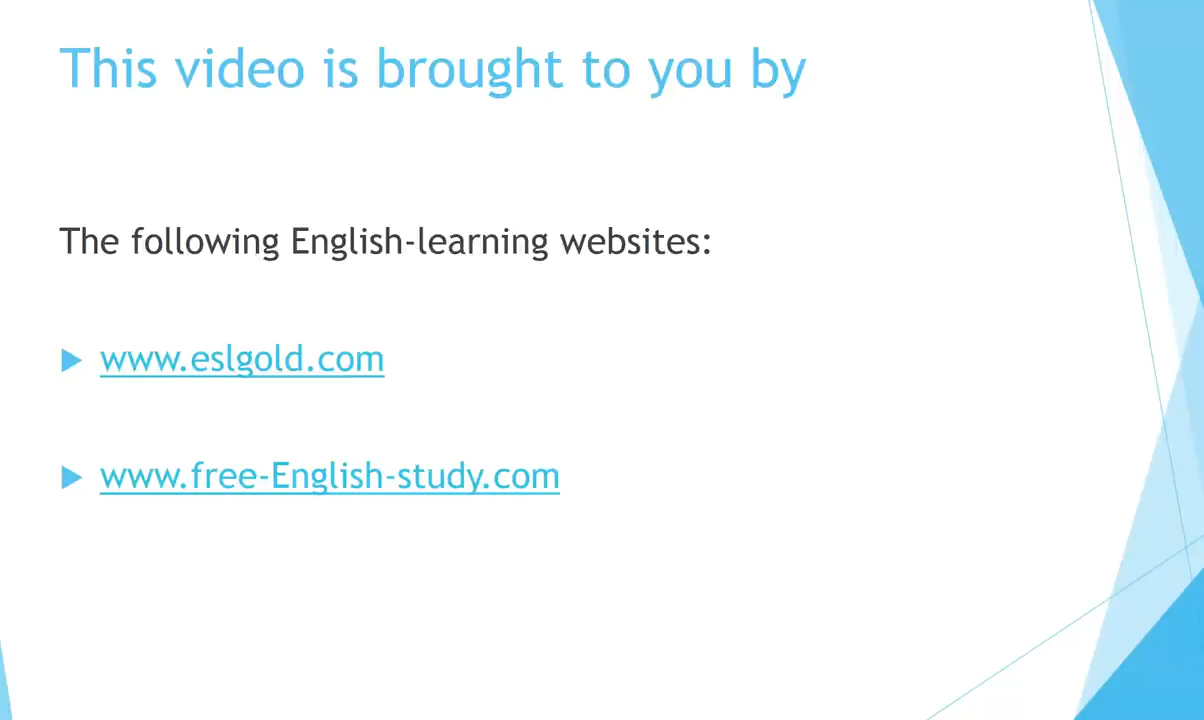 This video is brought to you by
The following English-learning websites:
www.eslgold.com
www.free-English-study.com